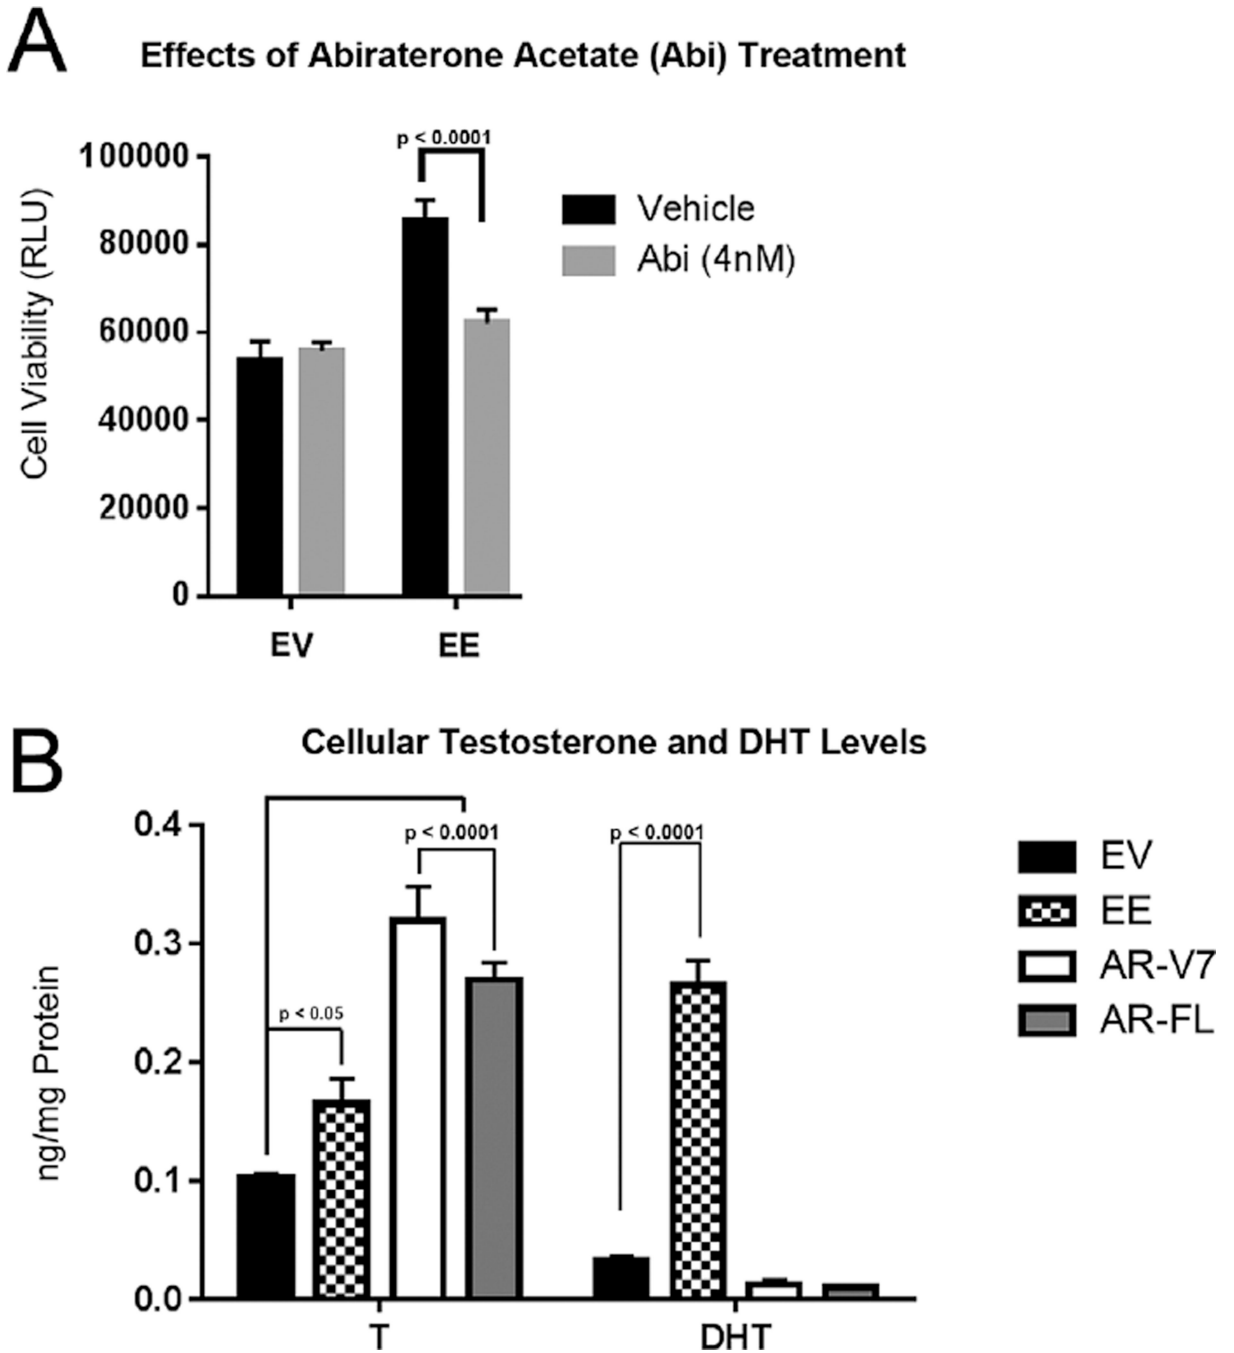 A
Effects of Abiraterone Acetate (Abi) Treatment
p < 0.0001
100000
80000
60000
40000
20000
0
Cell Viability (RLU)
Vehicle
Abi (4nM)
EV
EE
B
Cellular Testosterone and DHT Levels
0.4
0.3
0.2
0.1
0.0
ng/mg Protein
p < 0.05
p < 0.0001
p < 0.0001
EV
EE
AR-V7
AR-FL
T
DHT